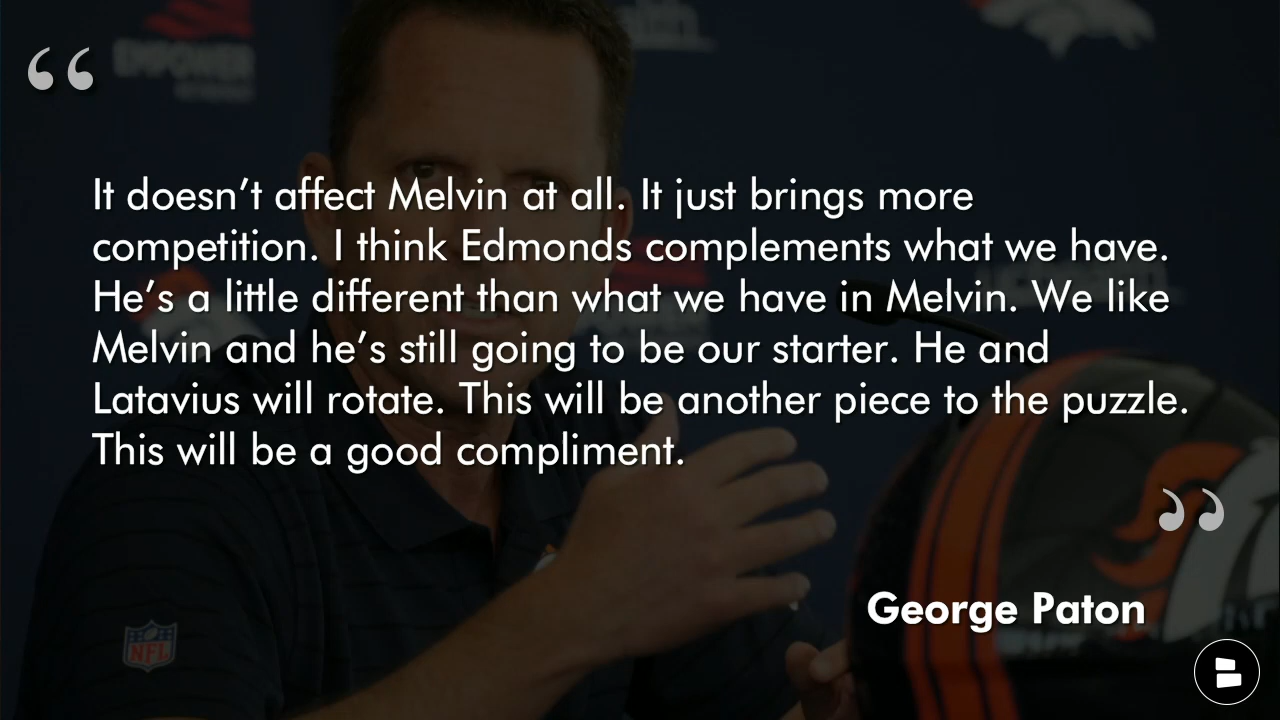 “
EMPOWER
It doesn’t affect Melvin at all. It just brings more
competition. I think Edmonds complements what we have.
He’s a little different than what we have in Melvin. We like
Melvin and he’s still going to be our starter. He and
Latavius will rotate. This will be another piece to the puzzle.
This will be a good compliment.
”
George Paton
NFL